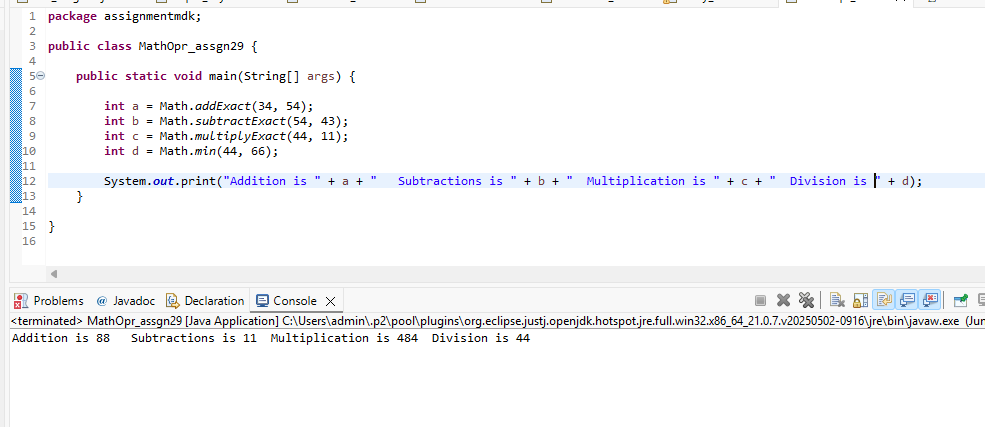 1 package assignmentmdk;
2
3 public class MathOpr_assgn29 {
4
5 public static void main(String[] args) {
6
7 int a = Math.addExact(34, 54);
8 int b = Math.subtractExact(54, 43);
9 int c = Math.multiplyExact(44, 11);
10 int d = Math.min(44, 66);
11
12 System.out.print("Addition is " + a + "   Subtractions is " + b + "  Multiplication is " + c + "  Division is " + d);
13 }
14
15 }
16
Problems @ Javadoc Declaration Console
<terminated> MathOpr_assgn29 [Java Application] C:\Users\admin\.p2\pool\plugins\org.eclipse.justj.openjdk.hotspot.jre.full.win32.x86_64_21.0.7.v20250502-0916\jre\bin\javaw.exe (Jun
Addition is 88   Subtractions is 11  Multiplication is 484  Division is 44